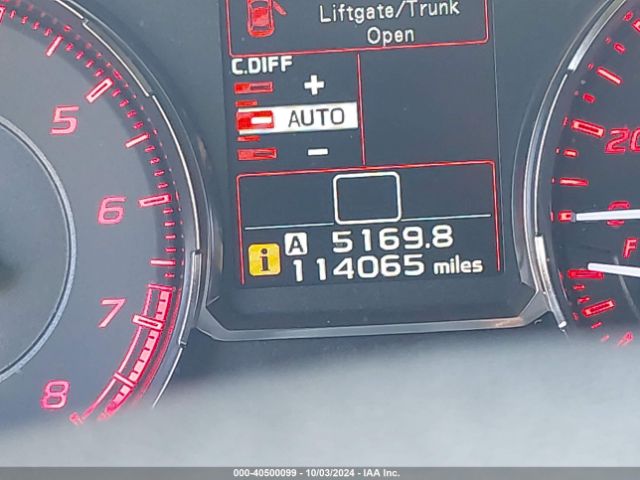 Liftgate/Trunk
Open
C.DIFF
+
AUTO
-
5
6
7
8
20
F
i A 5169.8
114065 miles
000-40500099 - 10/03/2024 - IAA Inc.